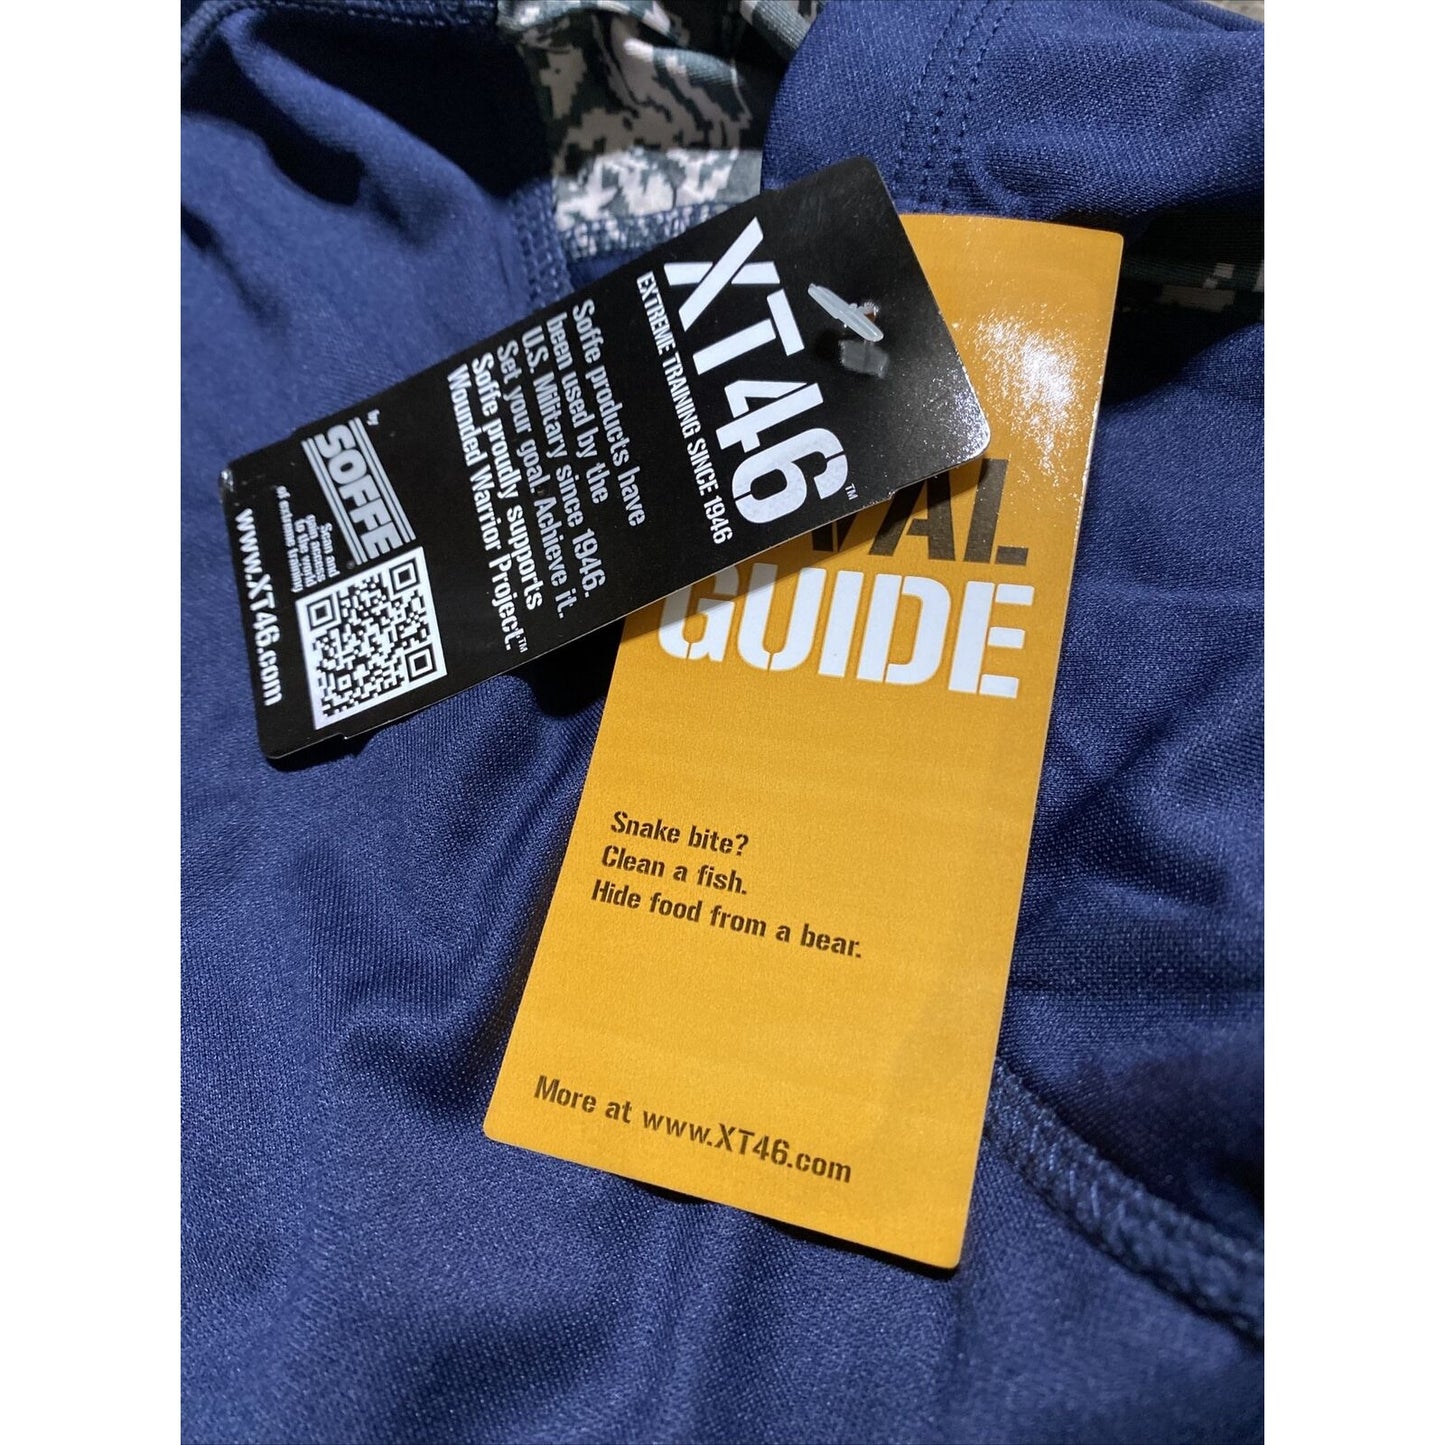 XT46™
EXTREME TRAINING SINCE 1946
Soffe products have
been used by the
U.S. Military since 1946.
Set your goal. Achieve it.
Soffe proudly supports
Wounded Warrior Project.™
by
SOFFE
Scan and
www.XT46.com
VAL
GUIDE
Snake bite?
Clean a fish.
Hide food from a bear.
More at www.XT46.com